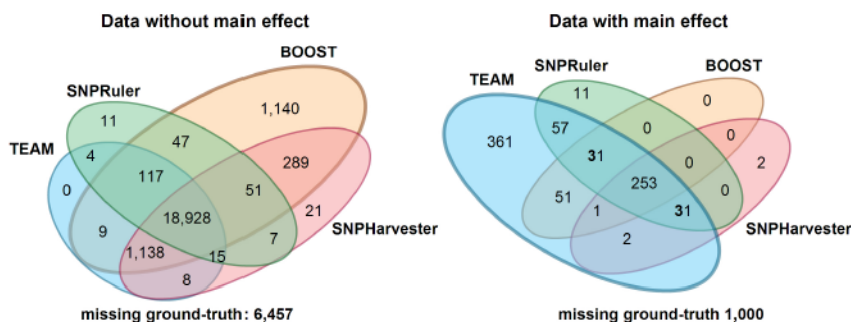 Data without main effect
Data with main effect
BOOST
SNPRuler
TEAM
11
47
1,140
4
117
289
0
51
18,928
21
9
7
SNPHarvester
1,138
15
8
missing ground-truth: 6,457
BOOST
SNPRuler
TEAM
11
0
57
0
0
361
31
0
2
253
51
1
31
0
SNPHarvester
2
missing ground-truth 1,000